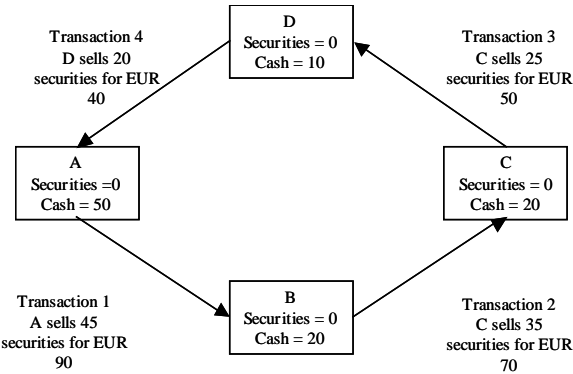 Transaction 4
D sells 20
securities for EUR
40
D
Securities = 0
Cash = 10
Transaction 3
C sells 25
securities for EUR
50
A
Securities =0
Cash = 50
C
Securities = 0
Cash = 20
Transaction 1
A sells 45
securities for EUR
90
B
Securities = 0
Cash = 20
Transaction 2
C sells 35
securities for EUR
70